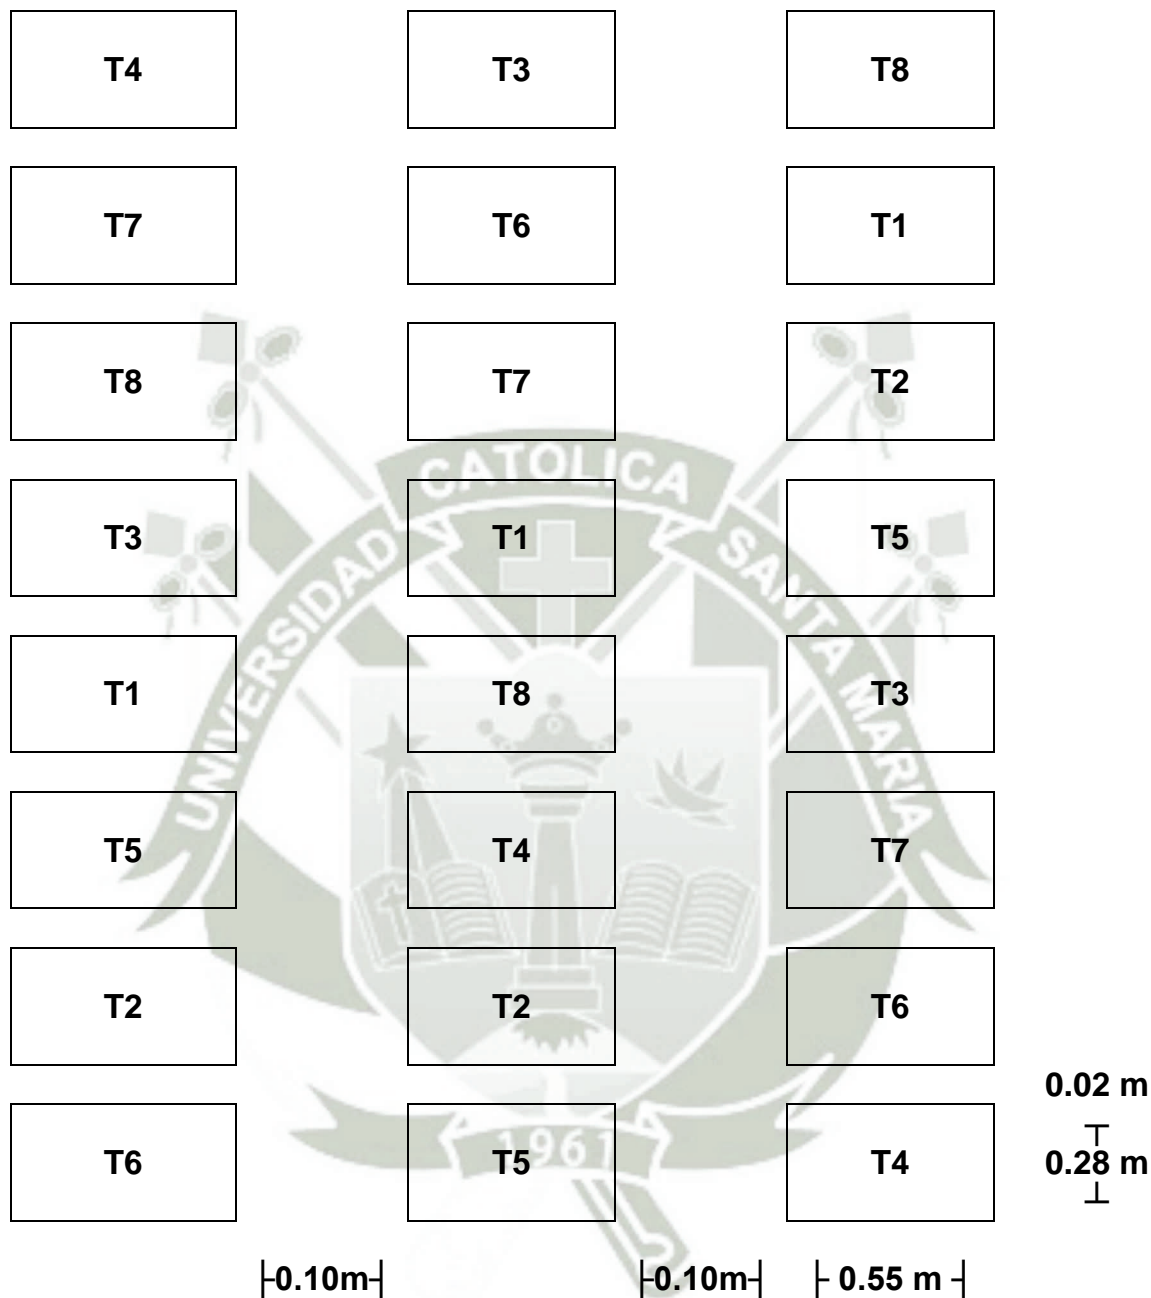 T4 T3 T8
T7 T6 T1
T8 T7 T2
CATOLICA
T3 T1 T5
UNIVERSIDAD SANTA MARIA
T1 T8 T3
T5 T4 T7
T2 T2 T6
0.02 m
1961
T6 T5 T4 0.28 m
0.10m 0.10m 0.55 m